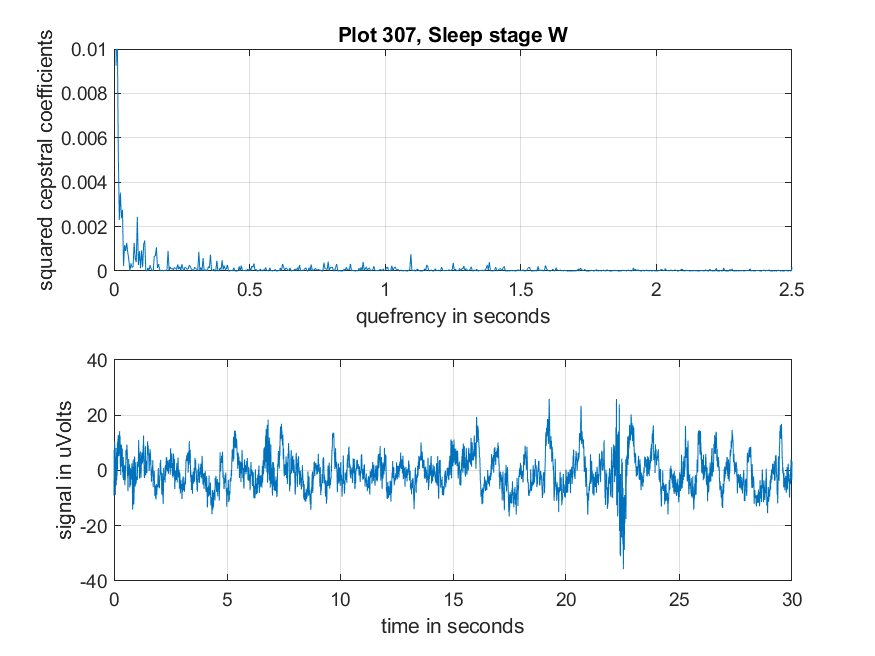 Plot 307, Sleep stage W
squared cepstral coefficients
0.01
0.008
0.006
0.004
0.002
0
0 0.5 1 1.5 2 2.5
quefrency in seconds
signal in uVolts
40
20
0
-20
-40
0 5 10 15 20 25 30
time in seconds